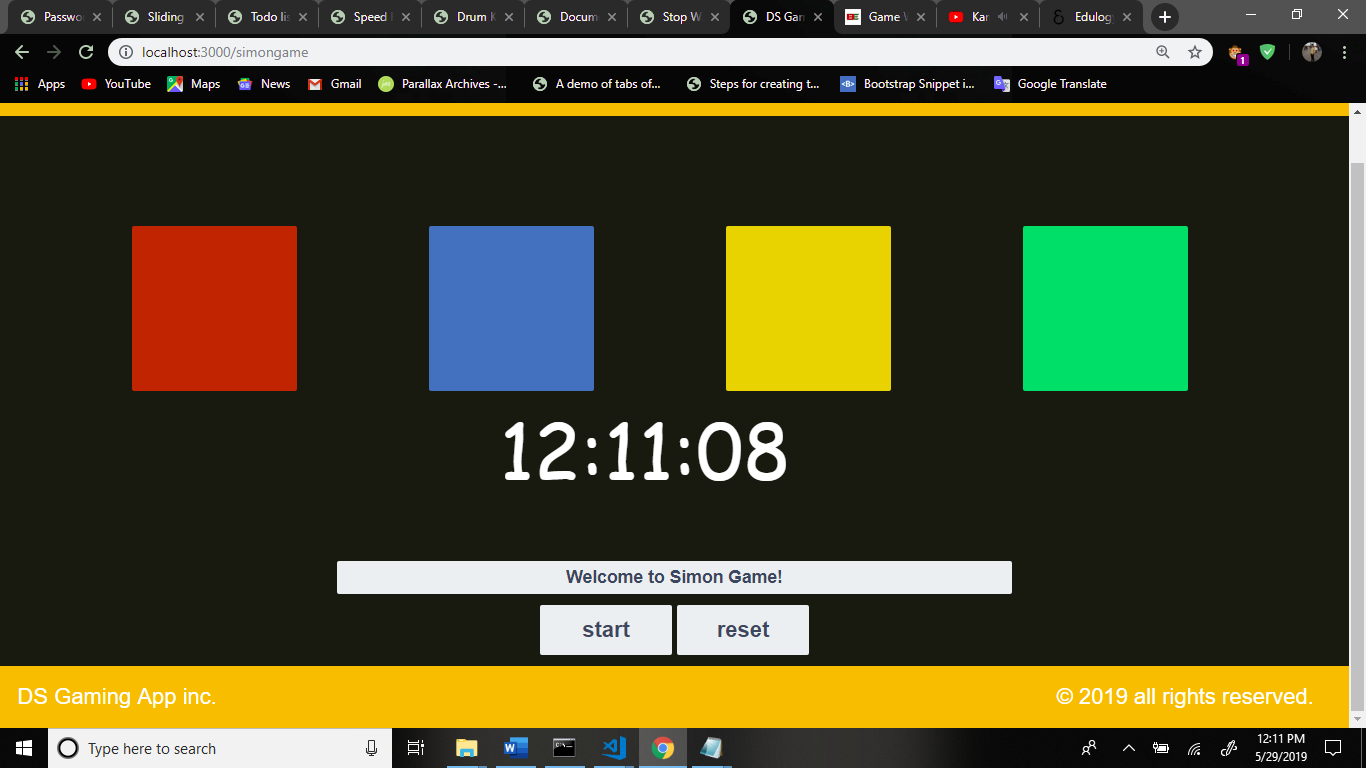 Passwo
Sliding
Todo lis
Speed
Drum K
Docum
Stop W
DS Gam
Game
Kar
Edulog
localhost:3000/simongame
1
Apps
YouTube
Maps
News
Gmail
Parallax Archives -...
A demo of tabs of...
Steps for creating t...
Bootstrap Snippet i...
Google Translate
12:11:08
Welcome to Simon Game!
start
reset
DS Gaming App inc.
© 2019 all rights reserved.
Type here to search
12:11 PM
5/29/2019